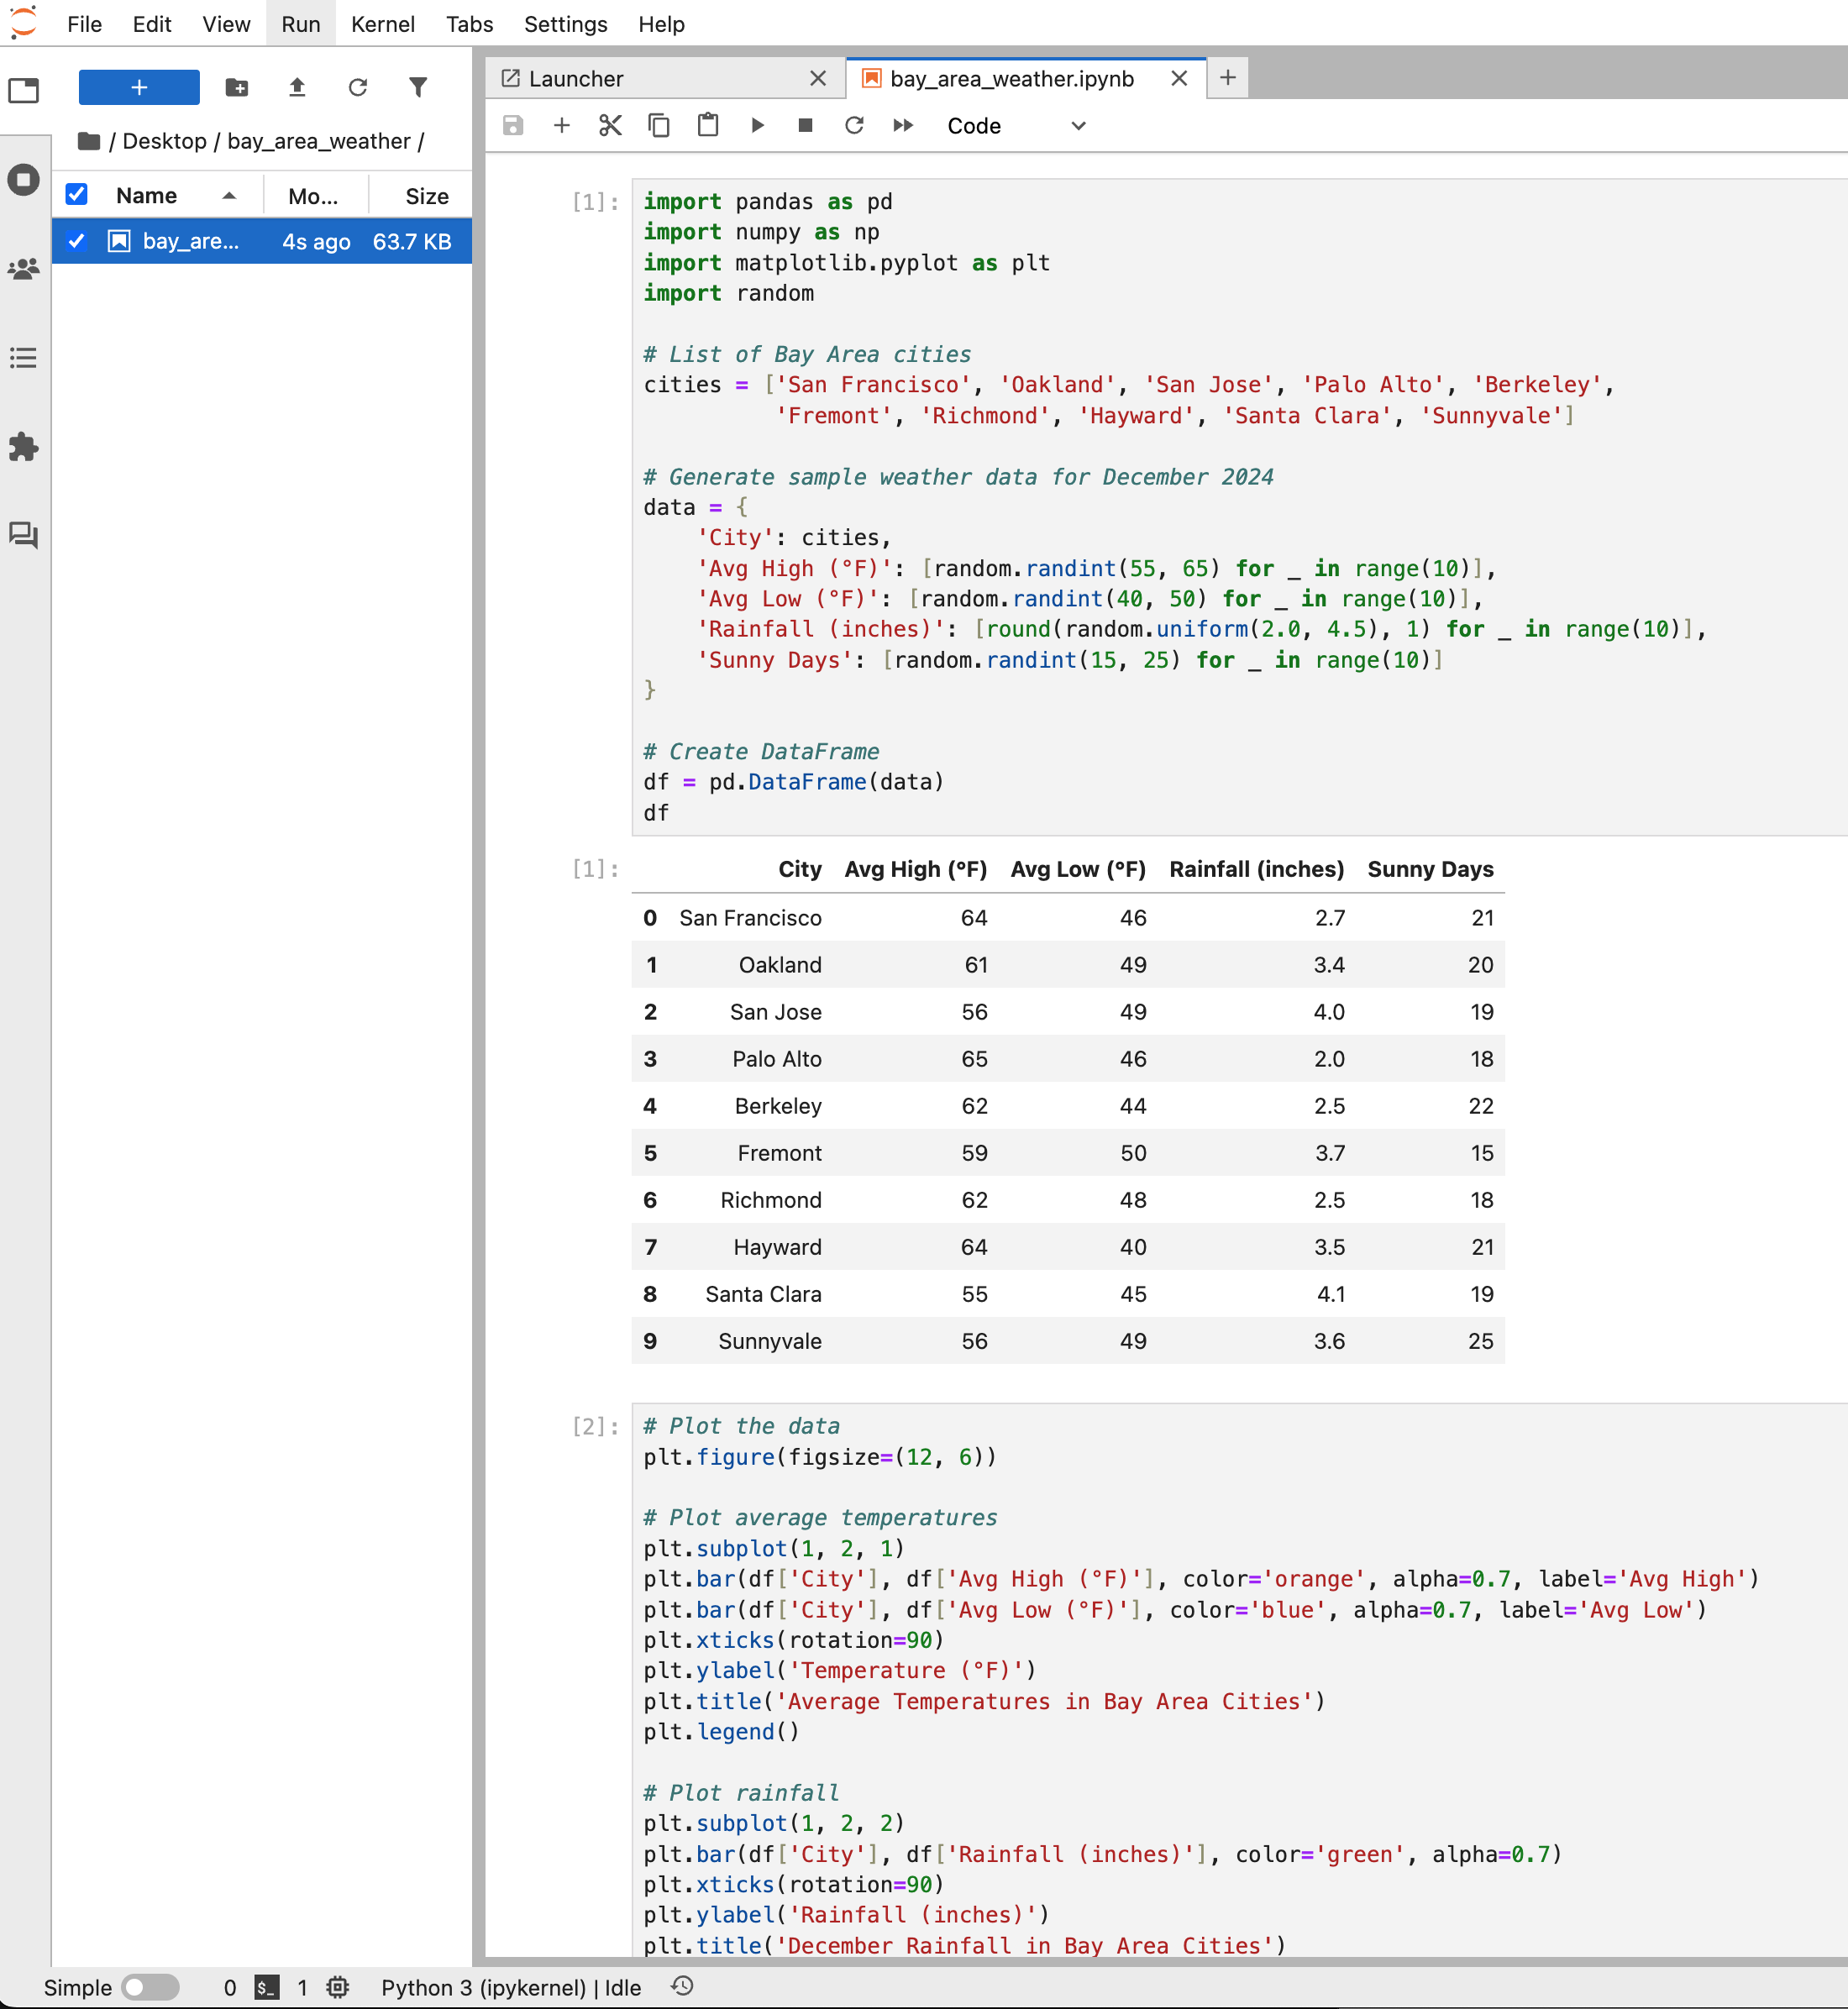 File Edit View Run Kernel Tabs Settings Help
Launcher
bay_area_weather.ipynb
/ Desktop / bay_area_weather /
Code
Name Mo... Size
bay_are... 4s ago 63.7 KB
[1]:
import pandas as pd
import numpy as np
import matplotlib.pyplot as plt
import random
# List of Bay Area cities
cities = ['San Francisco', 'Oakland', 'San Jose', 'Palo Alto', 'Berkeley',
'Fremont', 'Richmond', 'Hayward', 'Santa Clara', 'Sunnyvale']
# Generate sample weather data for December 2024
data = {
'City': cities,
'Avg High (°F)': [random.randint(55, 65) for _ in range(10)],
'Avg Low (°F)': [random.randint(40, 50) for _ in range(10)],
'Rainfall (inches)': [round(random.uniform(2.0, 4.5), 1) for _ in range(10)],
'Sunny Days': [random.randint(15, 25) for _ in range(10)]
}
# Create DataFrame
df = pd.DataFrame(data)
df
[1]:
City Avg High (°F) Avg Low (°F) Rainfall (inches) Sunny Days
0 San Francisco 64 46 2.7 21
1 Oakland 61 49 3.4 20
2 San Jose 56 49 4.0 19
3 Palo Alto 65 46 2.0 18
4 Berkeley 62 44 2.5 22
5 Fremont 59 50 3.7 15
6 Richmond 62 48 2.5 18
7 Hayward 64 40 3.5 21
8 Santa Clara 55 45 4.1 19
9 Sunnyvale 56 49 3.6 25
[2]:
# Plot the data
plt.figure(figsize=(12, 6))
# Plot average temperatures
plt.subplot(1, 2, 1)
plt.bar(df['City'], df['Avg High (°F)'], color='orange', alpha=0.7, label='Avg High')
plt.bar(df['City'], df['Avg Low (°F)'], color='blue', alpha=0.7, label='Avg Low')
plt.xticks(rotation=90)
plt.ylabel('Temperature (°F)')
plt.title('Average Temperatures in Bay Area Cities')
plt.legend()
# Plot rainfall
plt.subplot(1, 2, 2)
plt.bar(df['City'], df['Rainfall (inches)'], color='green', alpha=0.7)
plt.xticks(rotation=90)
plt.ylabel('Rainfall (inches)')
plt.title('December Rainfall in Bay Area Cities')
Simple 0 $_ 1 Python 3 (ipykernel) | Idle